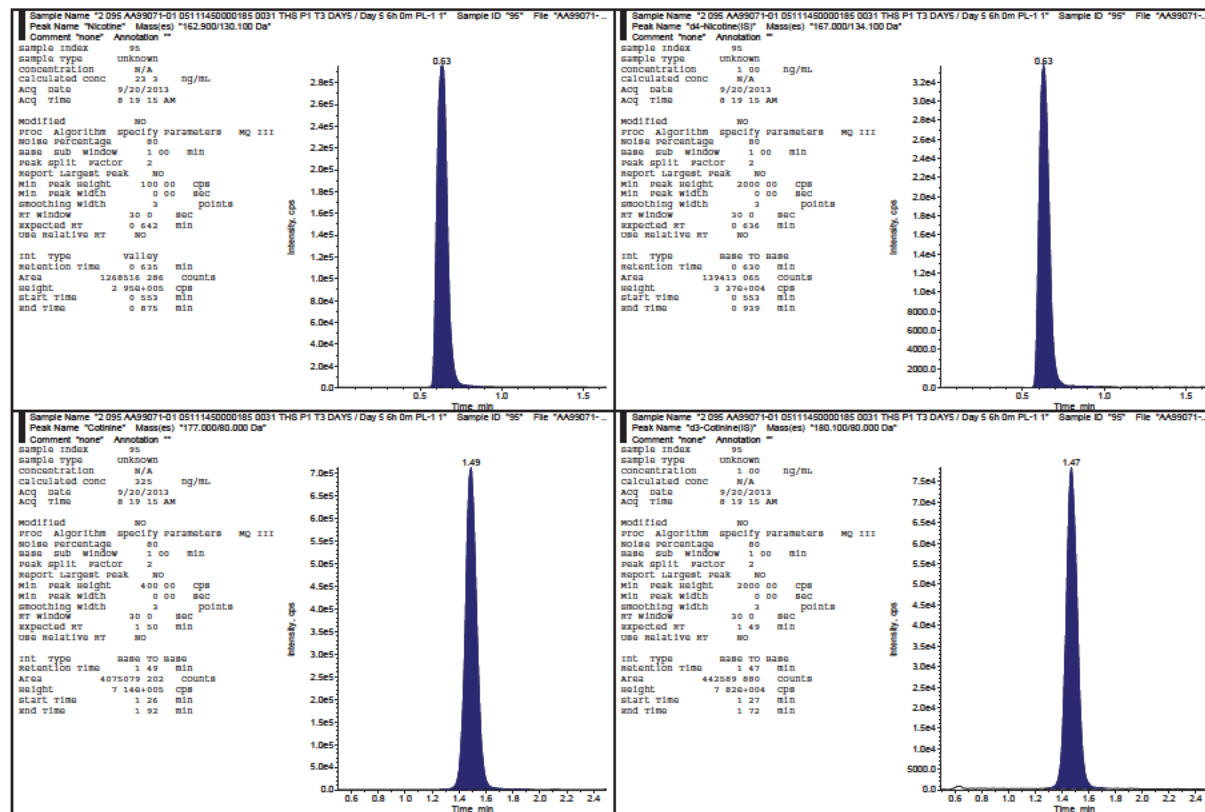 Sample Name "2 095 AA99071-01 05111450000185 0031 THS P1 T3 DAY5 / Day 5 6h 0m PL-1 1" Sample ID "95" File "AA99071-...
Peak Name "Nicotine" Mass(es) "162.900/130.100 Da"
Comment "none" Annotation ""
Sample Index 95
Sample Type Unknown
Concentration N/A
Calculated Conc 23 3 ng/mL
Acq Date 9/20/2013
Acq Time 8 19 15 AM
Modified NO
Proc Algorithm Specify Parameters MQ III
Noise Percentage 80
Base Sub Window 1 00 min
Peak Split Factor 2
Report Largest Peak NO
Min Peak Height 100 00 cps
Min Peak Width 0 00 sec
Smoothing Width 3 points
RT Window 30 0 sec
Expected RT 0 642 min
Use Relative RT NO
Int Type Valley
Retention Time 0 635 min
Area 1268516 286 counts
Height 2 95e+005 cps
Start Time 0 553 min
End Time 0 875 min
0.63
Intensity, cps
2.8e5
2.6e5
2.4e5
2.2e5
2.0e5
1.8e5
1.6e5
1.4e5
1.2e5
1.0e5
8.0e4
6.0e4
4.0e4
2.0e4
0.0
0.5 1.0 1.5
Time, min
Sample Name "2 095 AA99071-01 05111450000185 0031 THS P1 T3 DAY5 / Day 5 6h 0m PL-1 1" Sample ID "95" File "AA99071-...
Peak Name "d4-Nicotine(IS)" Mass(es) "167.000/134.100 Da"
Comment "none" Annotation ""
Sample Index 95
Sample Type Unknown
Concentration 1 00 ng/mL
Calculated Conc N/A
Acq Date 9/20/2013
Acq Time 8 19 15 AM
Modified NO
Proc Algorithm Specify Parameters MQ III
Noise Percentage 80
Base Sub Window 1 00 min
Peak Split Factor 2
Report Largest Peak NO
Min Peak Height 2000 00 cps
Min Peak Width 0 00 sec
Smoothing Width 3 points
RT Window 30 0 sec
Expected RT 0 636 min
Use Relative RT NO
Int Type Base To Base
Retention Time 0 630 min
Area 139413 065 counts
Height 3 37e+004 cps
Start Time 0 553 min
End Time 0 939 min
0.63
Intensity, cps
3.2e4
3.0e4
2.8e4
2.6e4
2.4e4
2.2e4
2.0e4
1.8e4
1.6e4
1.4e4
1.2e4
1.0e4
8000.0
6000.0
4000.0
2000.0
0.0
0.5 1.0 1.5
Time, min
Sample Name "2 095 AA99071-01 05111450000185 0031 THS P1 T3 DAY5 / Day 5 6h 0m PL-1 1" Sample ID "95" File "AA99071-...
Peak Name "Cotinine" Mass(es) "177.000/80.000 Da"
Comment "none" Annotation ""
Sample Index 95
Sample Type Unknown
Concentration N/A
Calculated Conc 325 ng/mL
Acq Date 9/20/2013
Acq Time 8 19 15 AM
Modified NO
Proc Algorithm Specify Parameters MQ III
Noise Percentage 80
Base Sub Window 1 00 min
Peak Split Factor 2
Report Largest Peak NO
Min Peak Height 400 00 cps
Min Peak Width 0 00 sec
Smoothing Width 3 points
RT Window 30 0 sec
Expected RT 1 50 min
Use Relative RT NO
Int Type Base To Base
Retention Time 1 49 min
Area 4075079 202 counts
Height 7 14e+005 cps
Start Time 1 26 min
End Time 1 92 min
1.49
Intensity, cps
7.0e5
6.5e5
6.0e5
5.5e5
5.0e5
4.5e5
4.0e5
3.5e5
3.0e5
2.5e5
2.0e5
1.5e5
1.0e5
5.0e4
0.0
0.6 0.8 1.0 1.2 1.4 1.6 1.8 2.0 2.2 2.4
Time, min
Sample Name "2 095 AA99071-01 05111450000185 0031 THS P1 T3 DAY5 / Day 5 6h 0m PL-1 1" Sample ID "95" File "AA99071-...
Peak Name "d3-Cotinine(IS)" Mass(es) "180.100/80.000 Da"
Comment "none" Annotation ""
Sample Index 95
Sample Type Unknown
Concentration 1 00 ng/mL
Calculated Conc N/A
Acq Date 9/20/2013
Acq Time 8 19 15 AM
Modified NO
Proc Algorithm Specify Parameters MQ III
Noise Percentage 80
Base Sub Window 1 00 min
Peak Split Factor 2
Report Largest Peak NO
Min Peak Height 2000 00 cps
Min Peak Width 0 00 sec
Smoothing Width 3 points
RT Window 30 0 sec
Expected RT 1 49 min
Use Relative RT NO
Int Type Base To Base
Retention Time 1 47 min
Area 442589 880 counts
Height 7 82e+004 cps
Start Time 1 27 min
End Time 1 72 min
1.47
Intensity, cps
7.5e4
7.0e4
6.5e4
6.0e4
5.5e4
5.0e4
4.5e4
4.0e4
3.5e4
3.0e4
2.5e4
2.0e4
1.5e4
1.0e4
5000.0
0.0
0.6 0.8 1.0 1.2 1.4 1.6 1.8 2.0 2.2 2.4
Time, min